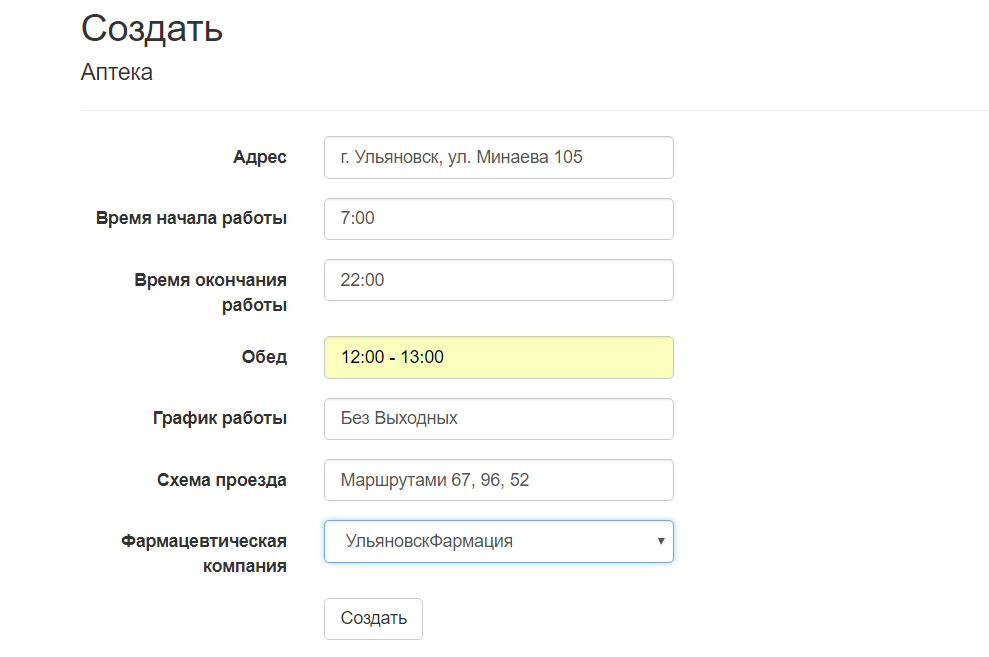 Создать
Аптека
Адрес
г. Ульяновск, ул. Минаева 105
Время начала работы
7:00
Время окончания
работы
22:00
Обед
12:00 - 13:00
График работы
Без Выходных
Схема проезда
Маршрутами 67, 96, 52
Фармацевтическая
компания
УльяновскФармация
Создать